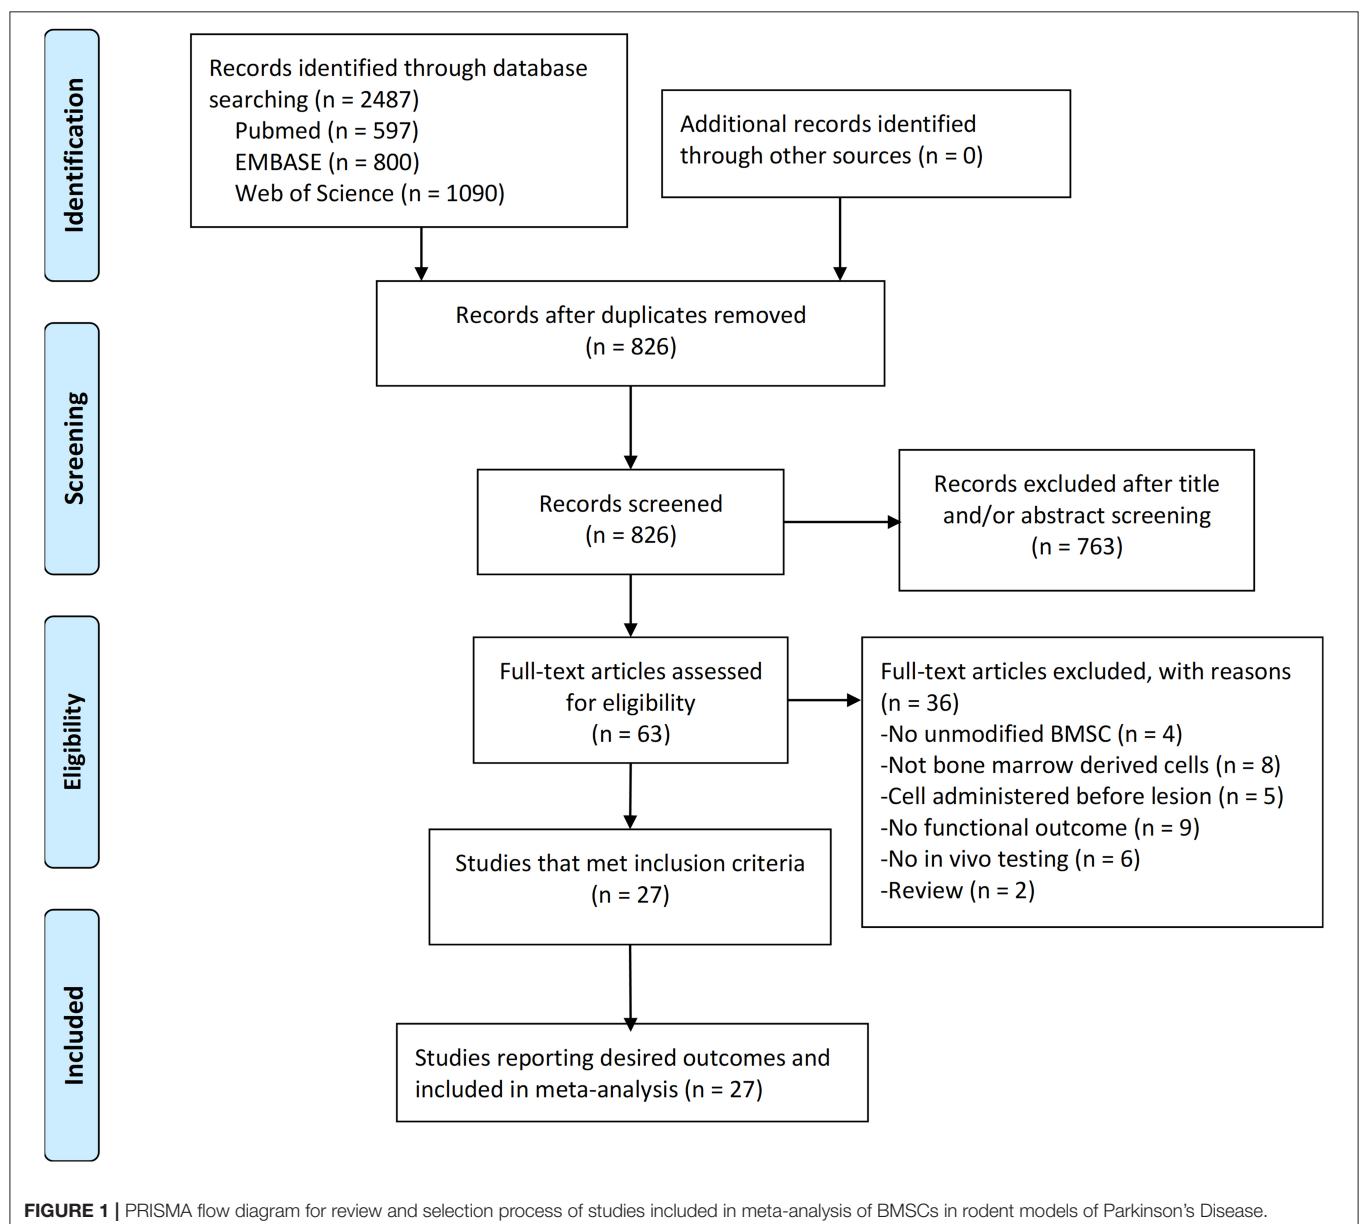 Identification
Records identified through database
searching (n = 2487)
Pubmed (n = 597)
EMBASE (n = 800)
Web of Science (n = 1090)
Additional records identified
through other sources (n = 0)
Records after duplicates removed
(n = 826)
Screening
Records screened
(n = 826)
Records excluded after title
and/or abstract screening
(n = 763)
Eligibility
Full-text articles assessed
for eligibility
(n = 63)
Full-text articles excluded, with reasons
(n = 36)
-No unmodified BMSC (n = 4)
-Not bone marrow derived cells (n = 8)
-Cell administered before lesion (n = 5)
-No functional outcome (n = 9)
-No in vivo testing (n = 6)
-Review (n = 2)
Studies that met inclusion criteria
(n = 27)
Included
Studies reporting desired outcomes and
included in meta-analysis (n = 27)
FIGURE 1 | PRISMA flow diagram for review and selection process of studies included in meta-analysis of BMSCs in rodent models of Parkinson's Disease.